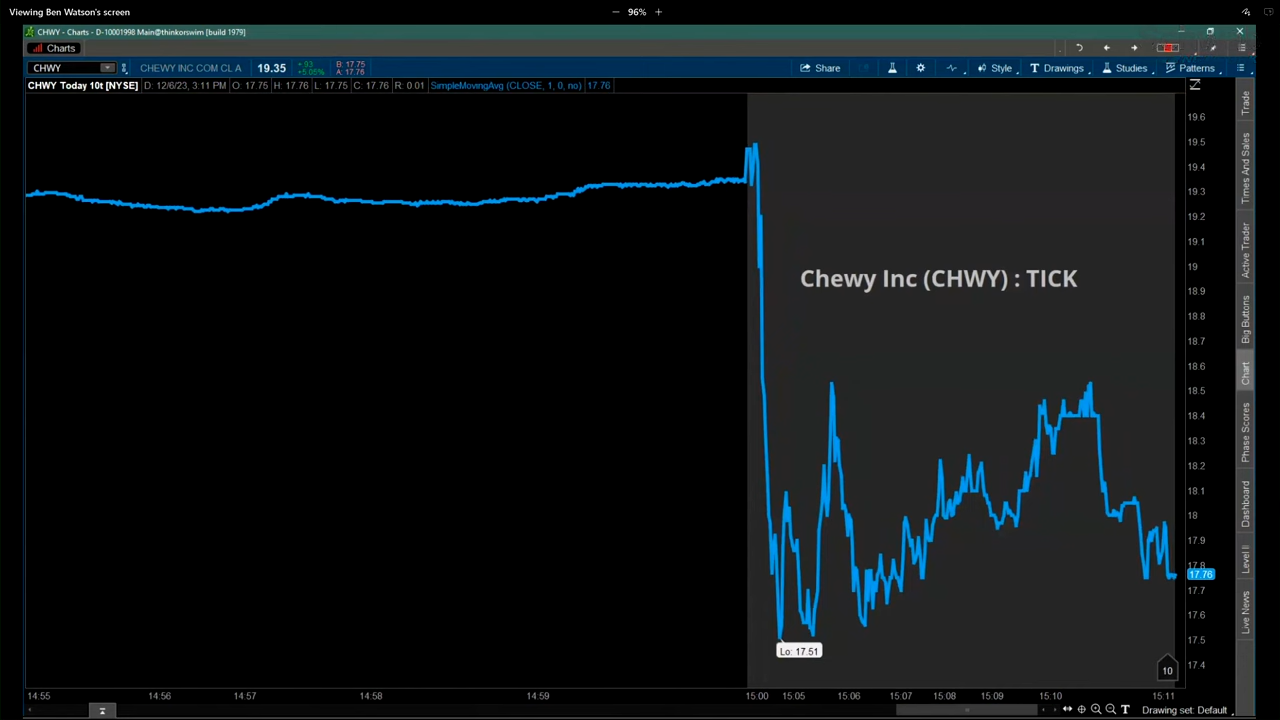 Viewing Ben Watson's screen
96%
CHWY - Charts - D-10001998 Main@thinkorswim [build 1979]
Charts
CHWY CHEWY INC COM CL A 19.35 +.93 +5.05% B: 17.75 A: 17.76 Share Style Drawings Studies Patterns
CHWY Today 10t [NYSE] D: 12/6/23, 3:11 PM O: 17.75 H: 17.76 L: 17.75 C: 17.76 R: 0.01 SimpleMovingAvg (CLOSE, 1, 0, no) 17.76
Chewy Inc (CHWY) : TICK
19.6
19.5
19.4
19.3
19.2
19.1
19
18.9
18.8
18.7
18.6
18.5
18.4
18.3
18.2
18.1
18
17.9
17.8
17.76
17.7
17.6
17.5
17.4
Lo: 17.51
10
14:55 14:56 14:57 14:58 14:59 15:00 15:05 15:06 15:07 15:08 15:09 15:10 15:11
Drawing set: Default
Trade
Times And Sales
Active Trader
Big Buttons
Chart
Phase Scores
Dashboard
Level II
Live News